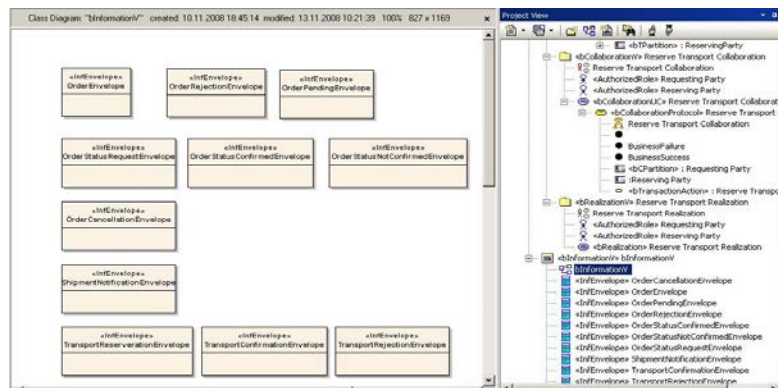 Class Diagram: "bInformationV" created: 10.11.2008 18:45:14 modified: 13.11.2008 10:21:39 100% 827 x 1169
«InfEnvelope»
OrderEnvelope
«InfEnvelope»
OrderRejectionEnvelope
«InfEnvelope»
OrderPendingEnvelope
«InfEnvelope»
OrderStatusRequestEnvelope
«InfEnvelope»
OrderStatusConfirmedEnvelope
«InfEnvelope»
OrderStatusNotConfirmedEnvelope
«InfEnvelope»
OrderCancellationEnvelope
«InfEnvelope»
ShipmentNotificationEnvelope
«InfEnvelope»
TransportReserverationEnvelope
«InfEnvelope»
TransportConfirmationEnvelope
«InfEnvelope»
TransportRejectionEnvelope
Project View
«bTPartition» : ReservingParty
«bCollaborationV» Reserve Transport Collaboration
Reserve Transport Collaboration
«AuthorizedRole» Requesting Party
«AuthorizedRole» Reserving Party
«bCollaborationUC» Reserve Transport Collaborat
«bCollaborationProtocol» Reserve Transport
Reserve Transport Collaboration
BusinessFailure
BusinessSuccess
«bCPartition» : Requesting Party
:Reserving Party
«bTransactionAction» : Reserve Transpo
«bRealizationV» Reserve Transport Realization
Reserve Transport Realization
«AuthorizedRole» Requesting Party
«AuthorizedRole» Reserving Party
«bRealization» Reserve Transport Realization
«bInformationV» bInformationV
bInformationV
«InfEnvelope» OrderCancellationEnvelope
«InfEnvelope» OrderEnvelope
«InfEnvelope» OrderPendingEnvelope
«InfEnvelope» OrderRejectionEnvelope
«InfEnvelope» OrderStatusConfirmedEnvelope
«InfEnvelope» OrderStatusNotConfirmedEnvelope
«InfEnvelope» OrderStatusRequestEnvelope
«InfEnvelope» ShipmentNotificationEnvelope
«InfEnvelope» TransportConfirmationEnvelope
«InfEnvelope» TransportRejectionEnvelope